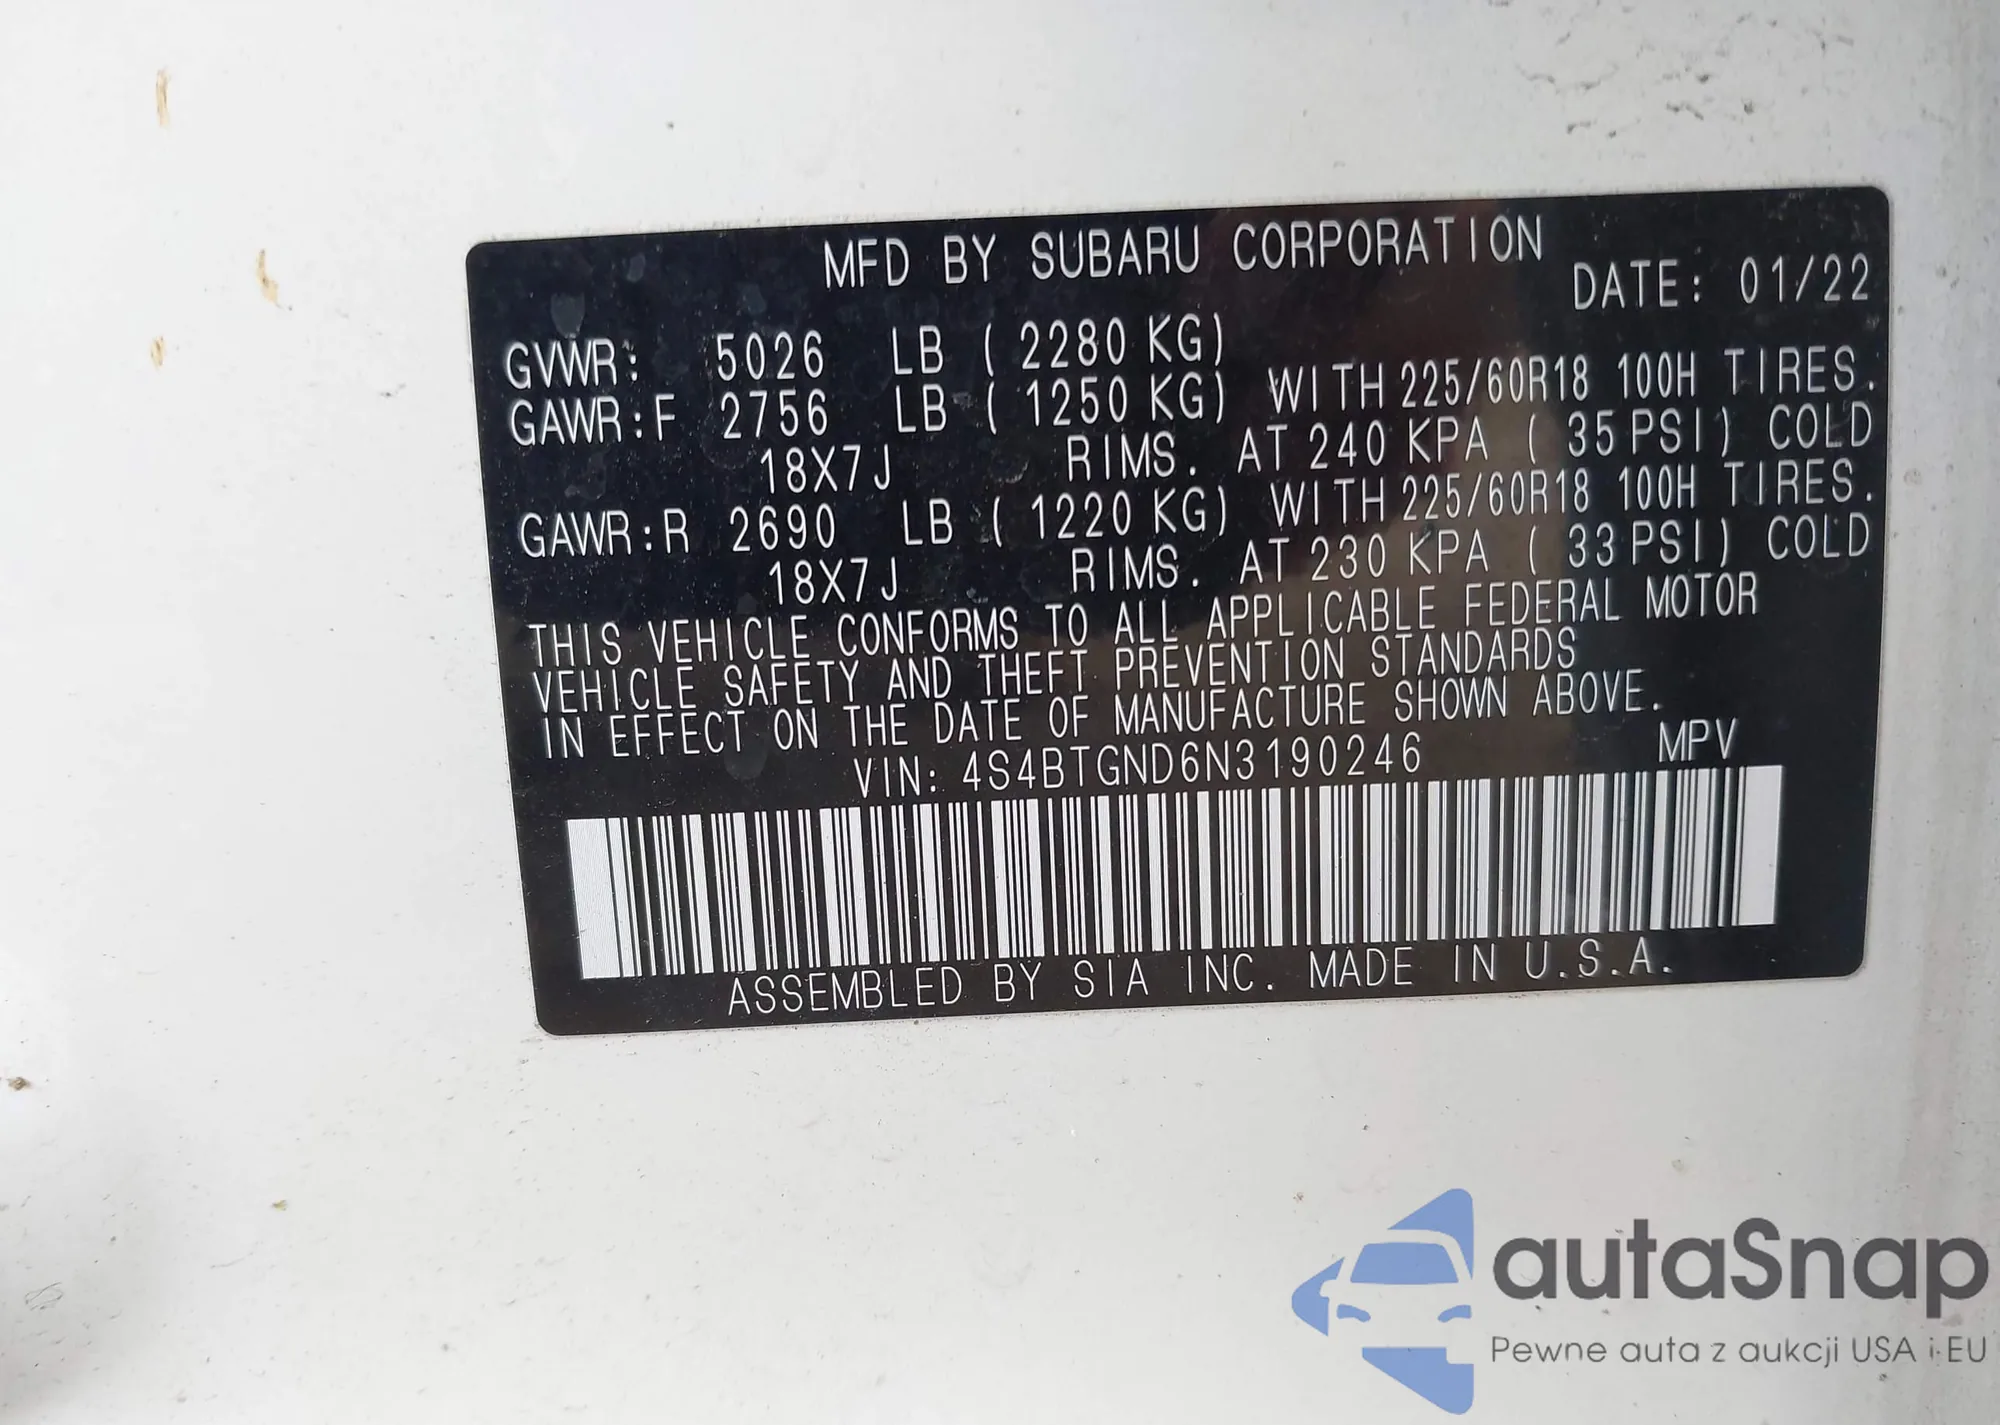 MFD BY SUBARU CORPORATION
DATE: 01/22
GVWR: 5026 LB ( 2280 KG)
GAWR:F 2756 LB ( 1250 KG) WITH 225/60R18 100H TIRES.
18X7J RIMS. AT 240 KPA ( 35 PSI) COLD
GAWR:R 2690 LB ( 1220 KG) WITH 225/60R18 100H TIRES.
18X7J RIMS. AT 230 KPA ( 33 PSI) COLD
THIS VEHICLE CONFORMS TO ALL APPLICABLE FEDERAL MOTOR
VEHICLE SAFETY AND THEFT PREVENTION STANDARDS
IN EFFECT ON THE DATE OF MANUFACTURE SHOWN ABOVE.
VIN: 4S4BTGND6N3190246 MPV
ASSEMBLED BY SIA INC. MADE IN U.S.A.
autaSnap
Pewne auta z aukcji USA i EU